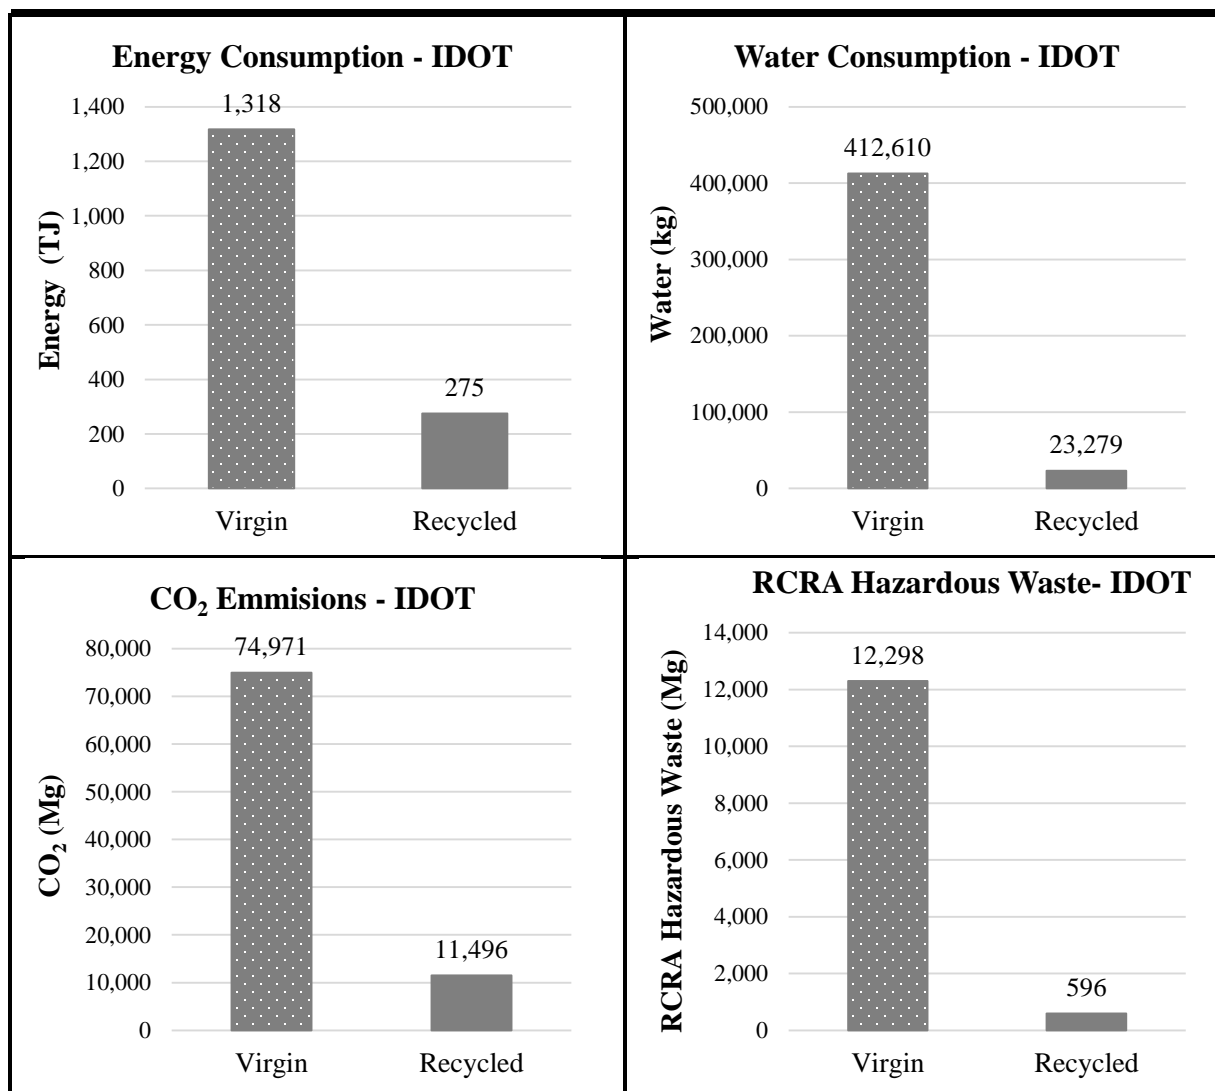 Energy Consumption - IDOT
1,400
1,200
1,000
800
600
400
200
0
Energy (TJ)
1,318
275
Virgin
Recycled
Water Consumption - IDOT
500,000
400,000
300,000
200,000
100,000
0
Water (kg)
412,610
23,279
Virgin
Recycled
CO₂ Emmisions - IDOT
80,000
70,000
60,000
50,000
40,000
30,000
20,000
10,000
0
CO₂ (Mg)
74,971
11,496
Virgin
Recycled
RCRA Hazardous Waste- IDOT
14,000
12,000
10,000
8,000
6,000
4,000
2,000
0
RCRA Hazardous Waste (Mg)
12,298
596
Virgin
Recycled